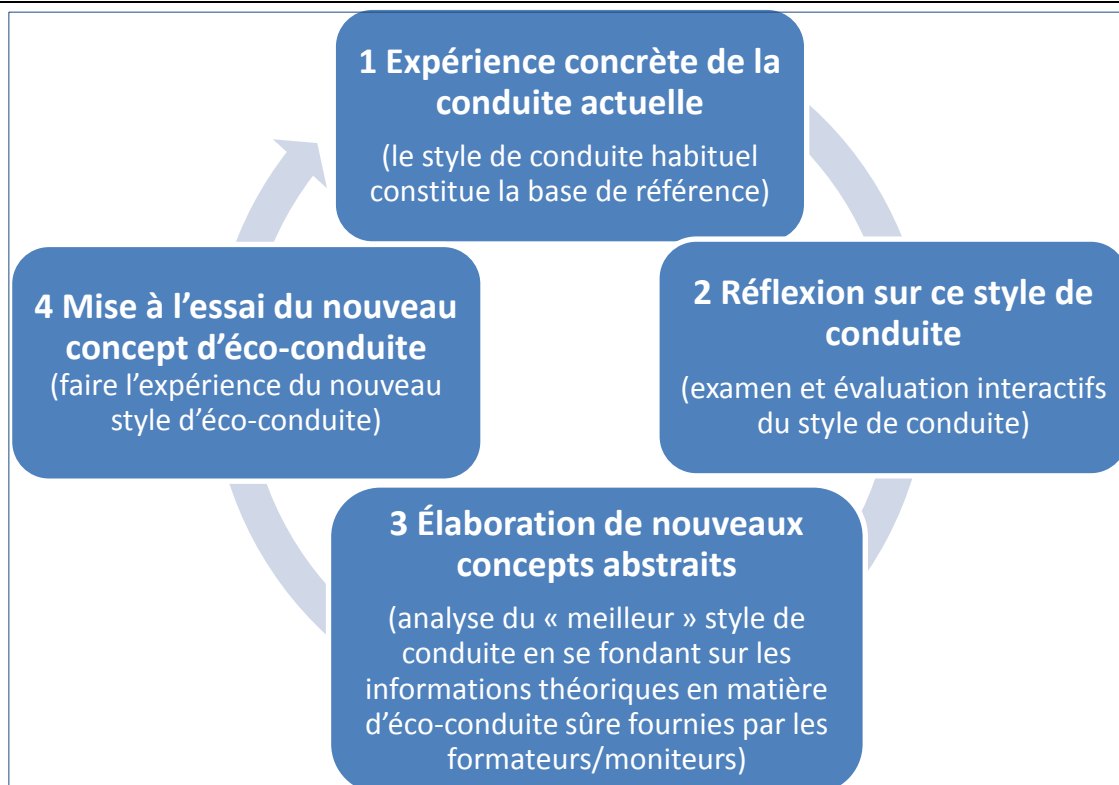 1 Expérience concrète de la
conduite actuelle
(le style de conduite habituel
constitue la base de référence)
2 Réflexion sur ce style de
conduite
(examen et évaluation interactifs
du style de conduite)
3 Élaboration de nouveaux
concepts abstraits
(analyse du « meilleur » style de
conduite en se fondant sur les
informations théoriques en matière
d’éco-conduite sûre fournies par les
formateurs/moniteurs)
4 Mise à l’essai du nouveau
concept d’éco-conduite
(faire l’expérience du nouveau
style d’éco-conduite)